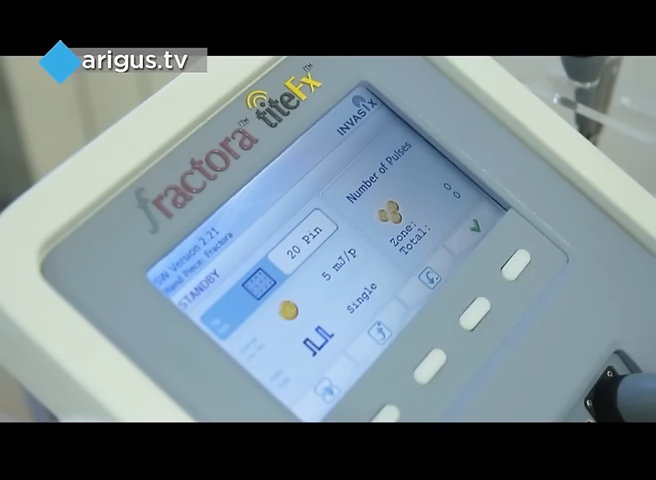 arigus.tv
fractora™ titeFx™
INVASIX
SW Version 2.21
Hand Piece: Fractora
STANDBY
20 Pin
5 mJ/p
Single
Number of Pulses
Zone: 0
Total: 0